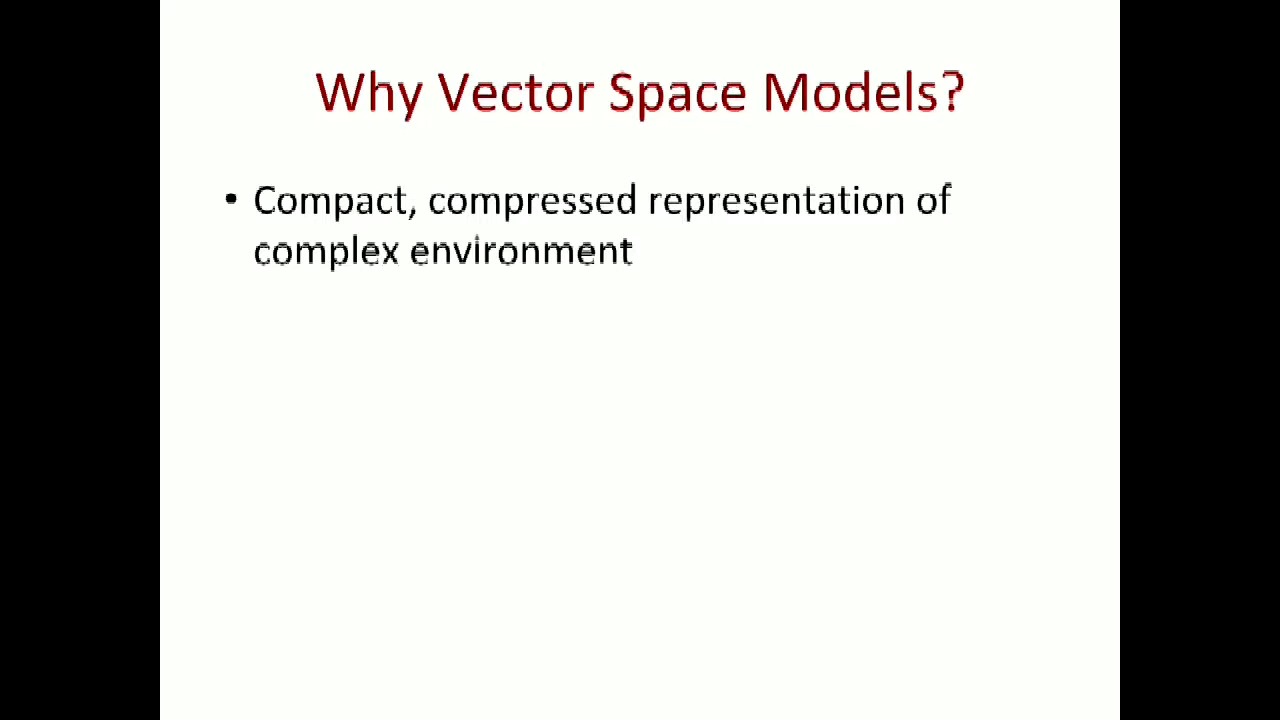 Why Vector Space Models?
• Compact, compressed representation of
complex environment